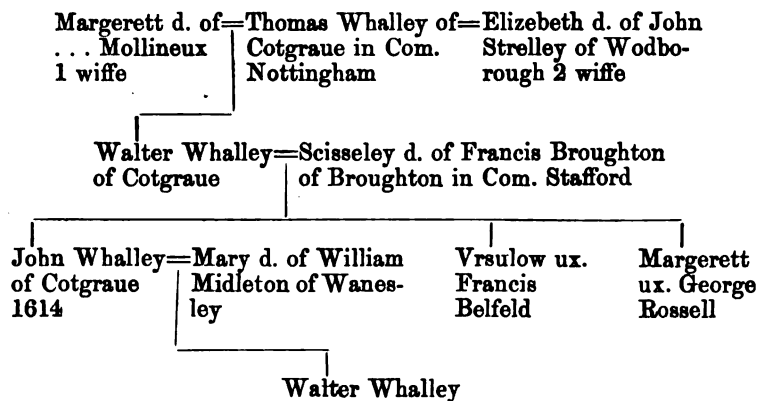 Margerett d. of=Thomas Whalley of=Elizebeth d. of John
. . . Mollineux Cotgraue in Com. Strelley of Wodbo-
1 wiffe Nottingham rough 2 wiffe
Walter Whalley=Scisseley d. of Francis Broughton
of Cotgraue of Broughton in Com. Stafford
John Whalley=Mary d. of William Vrsulow ux. Margerett
of Cotgraue Midleton of Wanes- Francis ux. George
1614 ley Belfeld Rossell
Walter Whalley